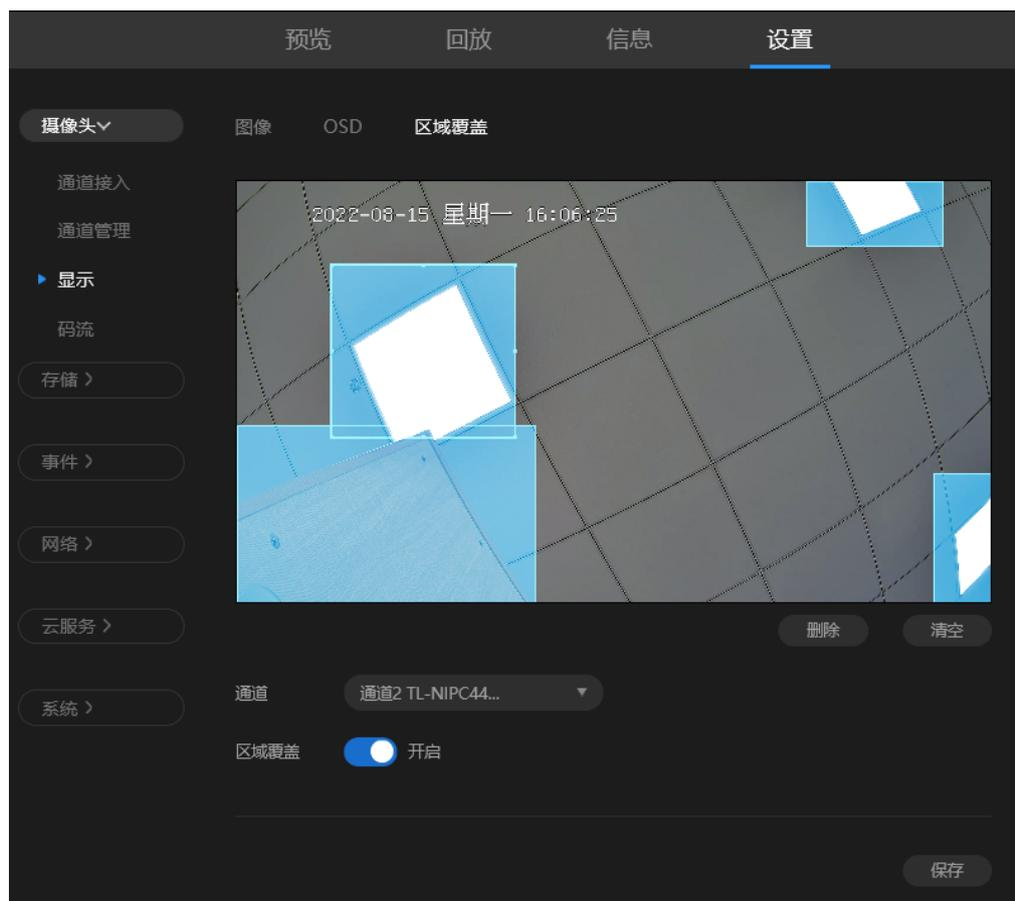 预览 回放 信息 设置
摄像头
图像 OSD 区域覆盖
通道接入
通道管理
显示
码流
存储
事件
网络
云服务
系统
2022-08-15 星期一 16:06:25
删除 清空
通道 通道2 TL-NIPC44...
区域覆盖 开启
保存